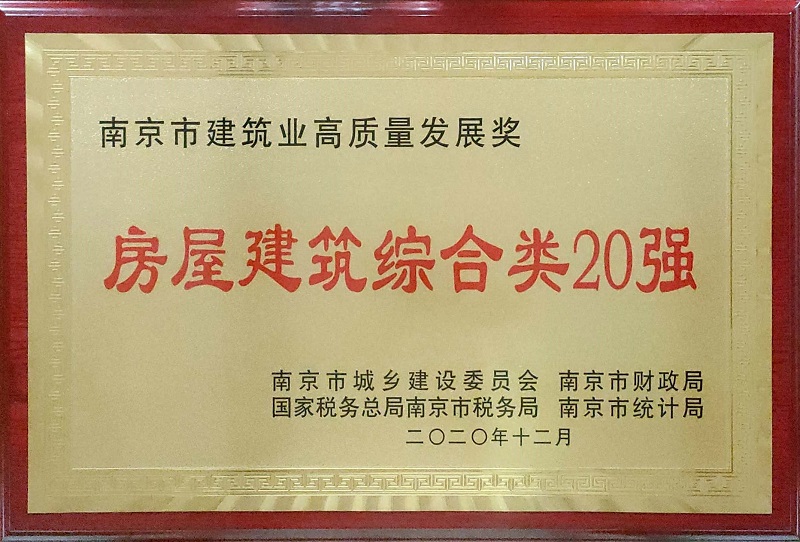 南京市建筑业高质量发展奖
房屋建筑综合类20强
南京市城乡建设委员会 南京市财政局
国家税务总局南京市税务局 南京市统计局
二〇二〇年十二月